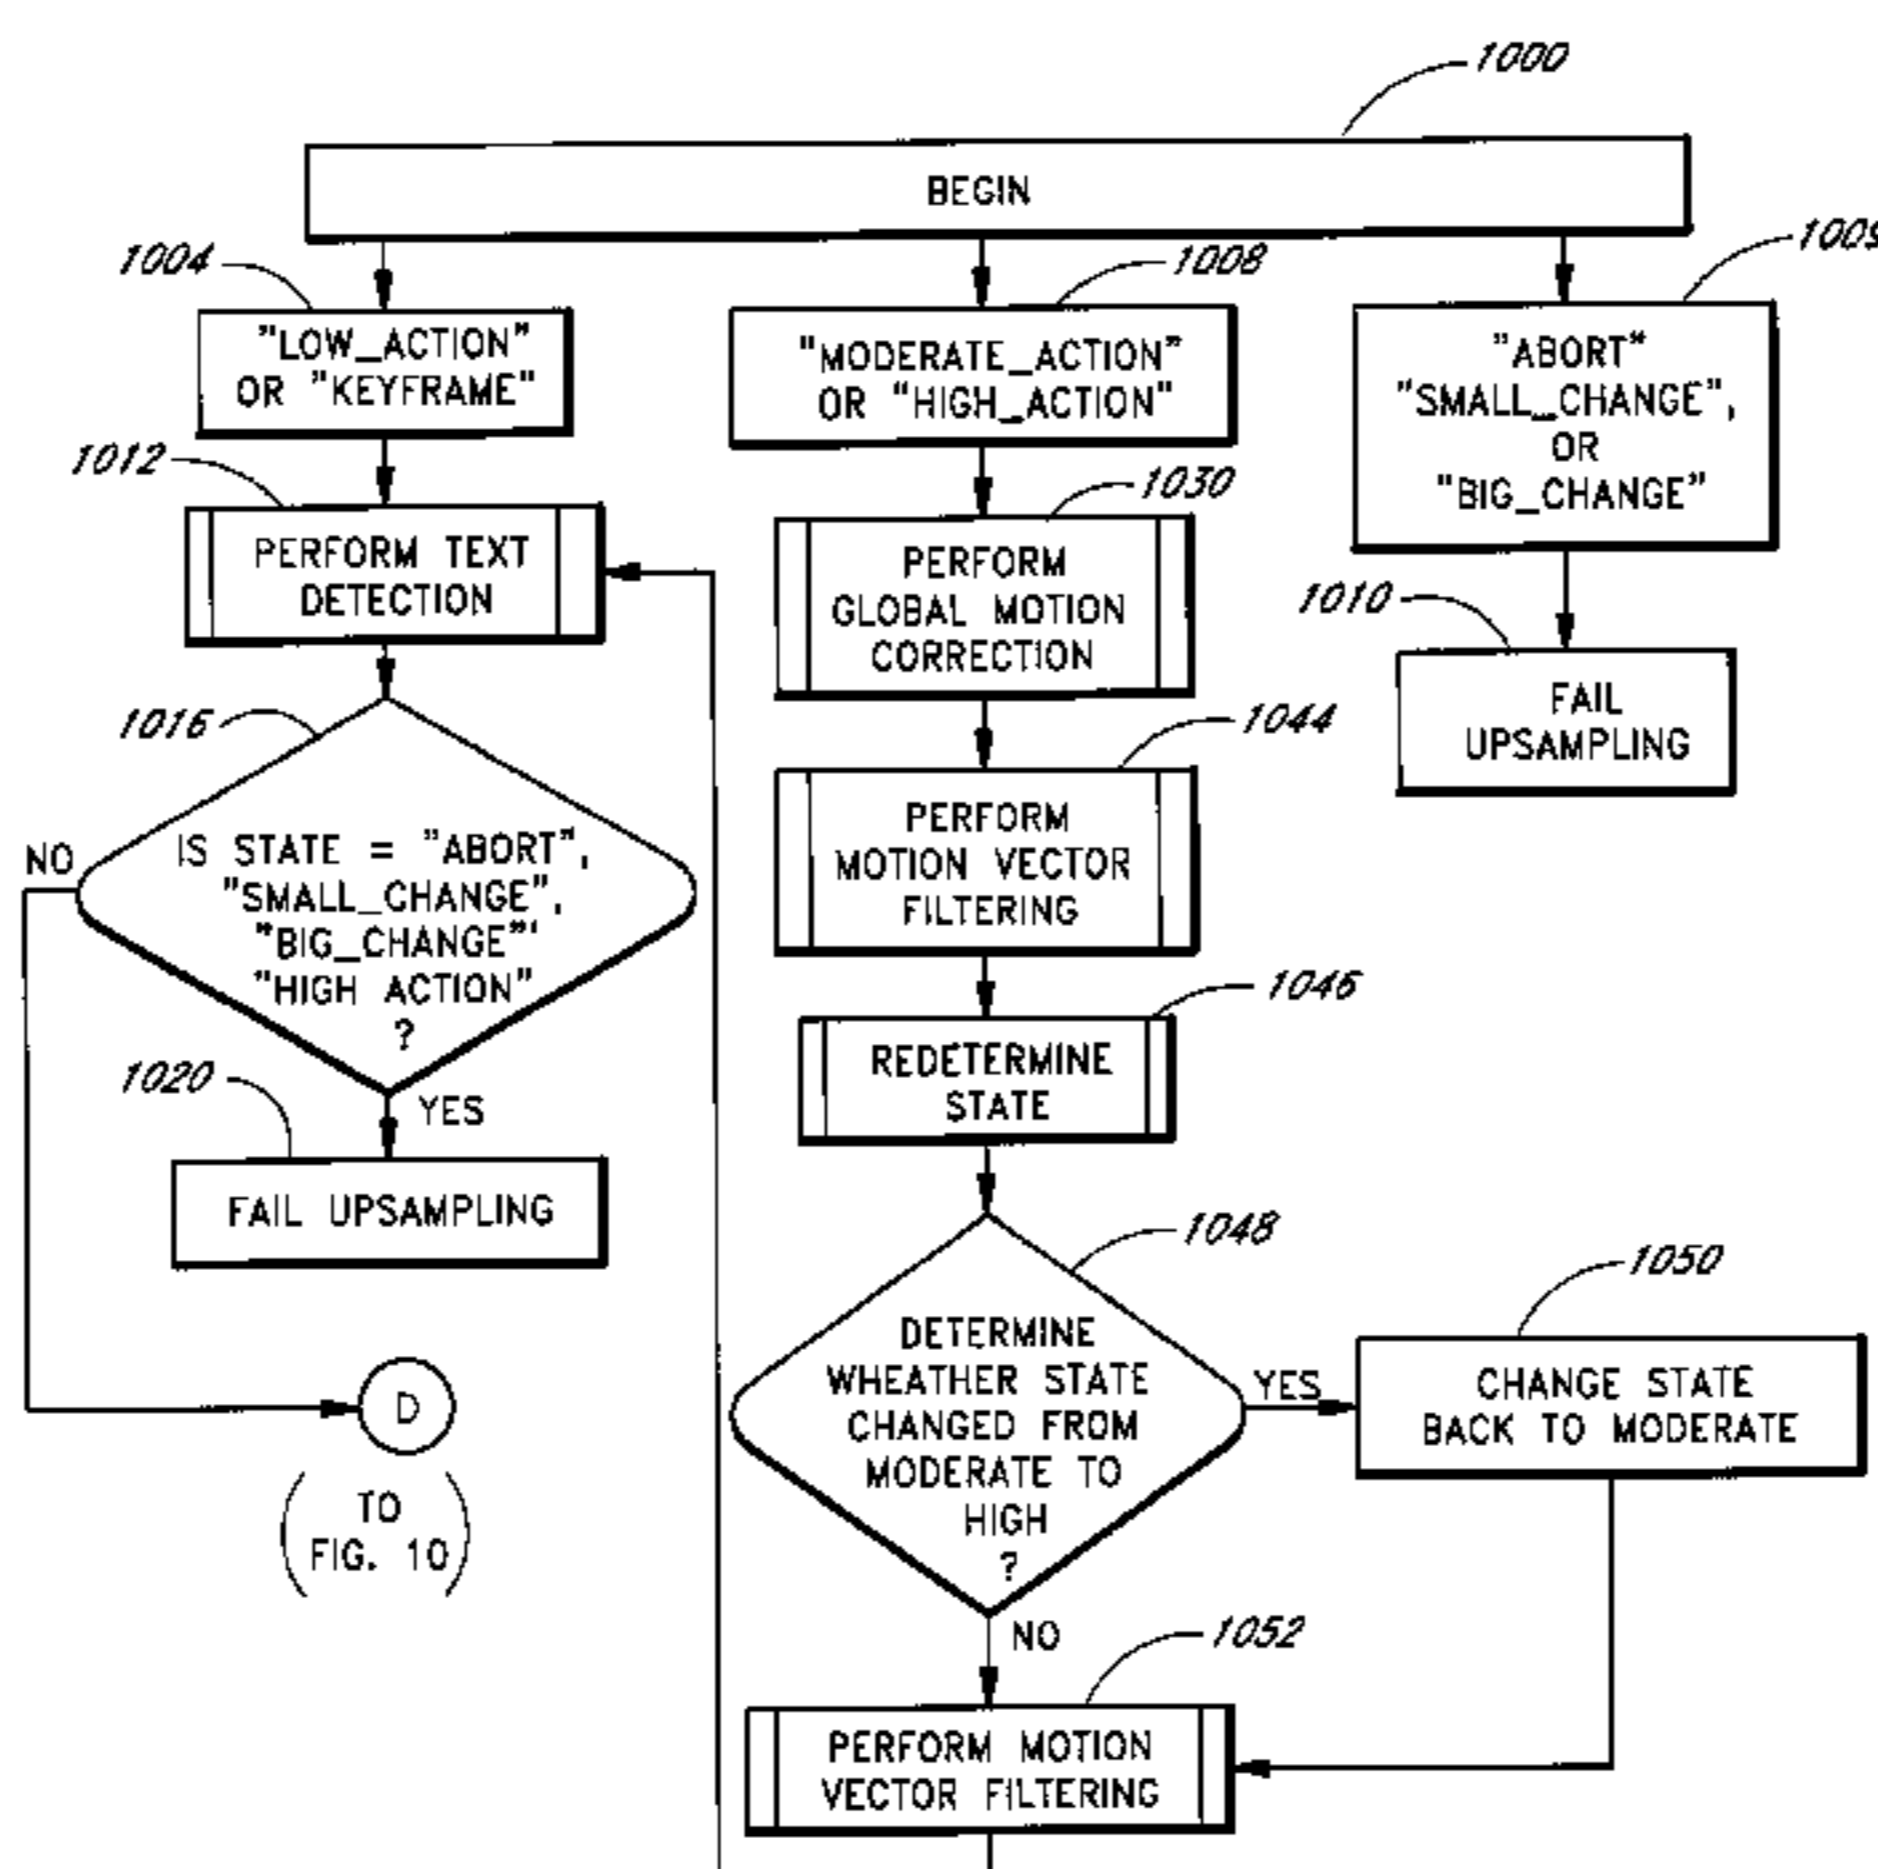 1000
BEGIN
1004
"LOW_ACTION"
OR "KEYFRAME"
1008
"MODERATE_ACTION"
OR "HIGH_ACTION"
1009
"ABORT"
"SMALL_CHANGE",
OR
"BIG_CHANGE"
1012
PERFORM TEXT
DETECTION
1030
PERFORM
GLOBAL MOTION
CORRECTION
1010
FAIL
UPSAMPLING
1016
NO
IS STATE = "ABORT",
"SMALL_CHANGE",
"BIG_CHANGE"'
"HIGH ACTION"
?
YES
1044
PERFORM
MOTION VECTOR
FILTERING
1046
REDETERMINE
STATE
1020
FAIL UPSAMPLING
D
TO
FIG. 10
1048
DETERMINE
WHEATHER STATE
CHANGED FROM
MODERATE TO
HIGH
?
YES
NO
1050
CHANGE STATE
BACK TO MODERATE
1052
PERFORM MOTION
VECTOR FILTERING